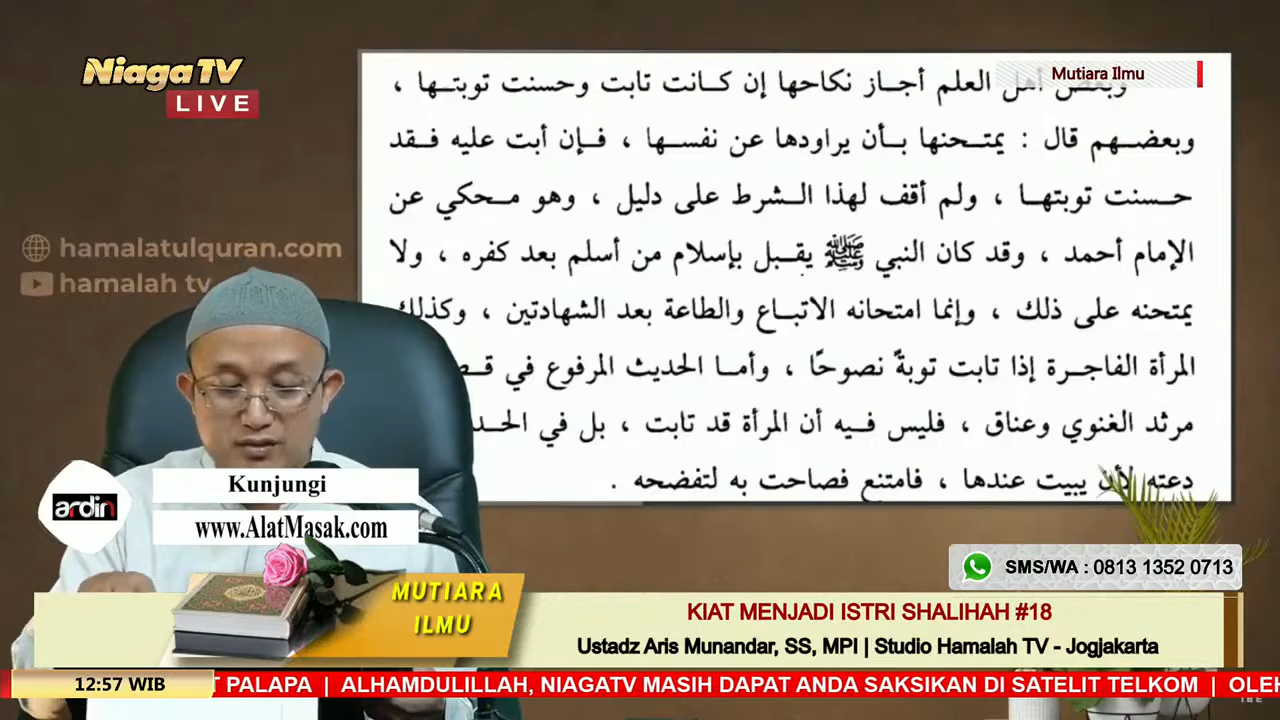 NiagaTV
LIVE
Mutiara Ilmu
العلم أجاز نكاحها إن كانت تابت وحسنت توبتها ،
وبعضهم قال : يمتحنها بأن يراودها عن نفسها ، فإن أبت عليه فقد
حسنت توبتها ، ولم أقف لهذا الشرط على دليل ، وهو محكي عن
الإمام أحمد ، وقد كان النبي ﷺ يقبل بإسلام من أسلم بعد كفره ، ولا
يمتحنه على ذلك ، وإنما امتحانه الاتباع والطاعة بعد الشهادتين ، وكذلك
المرأة الفاجرة إذا تابت توبةً نصوحًا ، وأما الحديث المرفوع في
مرثد الغنوي وعناق ، فليس فيه أن المرأة قد تابت ، بل في
دعته لأن يبيت عندها ، فامتنع فصاحت به لتفضحه .
hamalatulquran.com
hamalah tv
ardin
Kunjungi
www.AlatMasak.com
MUTIARA
ILMU
SMS/WA : 0813 1352 0713
KIAT MENJADI ISTRI SHALIHAH #18
Ustadz Aris Munandar, SS, MPI | Studio Hamalah TV - Jogjakarta
12:57 WIB
T PALAPA | ALHAMDULILLAH, NIAGATV MASIH DAPAT ANDA SAKSIKAN DI SATELIT TELKOM | OLEH